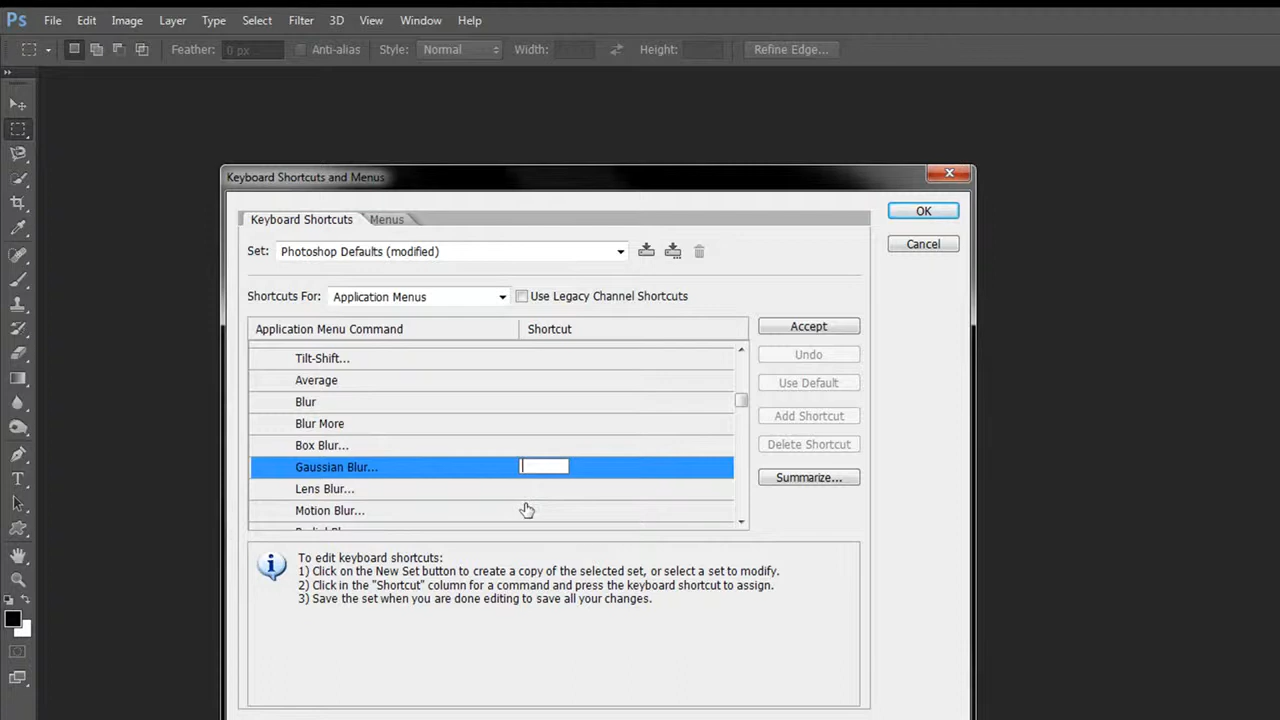 Ps File Edit Image Layer Type Select Filter 3D View Window Help
Feather: 0 px Anti-alias Style: Normal Width: Height: Refine Edge...
Keyboard Shortcuts and Menus
Keyboard Shortcuts Menus
OK
Set: Photoshop Defaults (modified)
Cancel
Shortcuts For: Application Menus Use Legacy Channel Shortcuts
Application Menu Command Shortcut
Accept
Tilt-Shift...
Undo
Average
Use Default
Blur
Blur More
Add Shortcut
Box Blur...
Delete Shortcut
Gaussian Blur...
Summarize...
Lens Blur...
Motion Blur...
To edit keyboard shortcuts:
1) Click on the New Set button to create a copy of the selected set, or select a set to modify.
2) Click in the "Shortcut" column for a command and press the keyboard shortcut to assign.
3) Save the set when you are done editing to save all your changes.